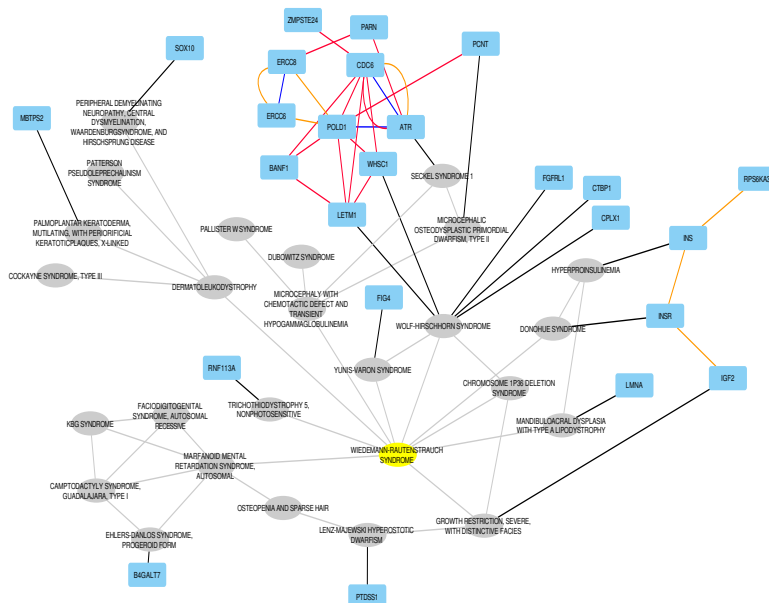 ZMPSTE24
PARN
SOX10
PCNT
ERCC8
CDC6
MBTPS2
PERIPHERAL DEMYELINATING
NEUROPATHY, CENTRAL
DYSMYELINATION,
WAARDENBURGSYNDROME, AND
HIRSCHSPRUNG DISEASE
ERCC6
POLD1
ATR
PATTERSON
PSEUDOLEPRECHAUNISM
SYNDROME
BANF1
WHSC1
SECKEL SYNDROME 1
FGFRL1
CTBP1
RPS6KA3
LETM1
CPLX1
PALMOPLANTAR KERATODERMA,
MUTILATING, WITH PERIORIFICIAL
KERATOTICPLAQUES, X-LINKED
PALLISTER W SYNDROME
MICROCEPHALIC
OSTEODYSPLASTIC PRIMORDIAL
DWARFISM, TYPE II
INS
DUBOWITZ SYNDROME
COCKAYNE SYNDROME, TYPE III
HYPERPROINSULINEMIA
DERMATOLEUKODYSTROPHY
MICROCEPHALY WITH
CHEMOTACTIC DEFECT AND
TRANSIENT
HYPOGAMMAGLOBULINEMIA
FIG4
WOLF-HIRSCHHORN SYNDROME
DONOHUE SYNDROME
INSR
RNF113A
YUNIS-VARON SYNDROME
CHROMOSOME 1P36 DELETION
SYNDROME
LMNA
IGF2
FACIODIGITOGENITAL
SYNDROME, AUTOSOMAL
RECESSIVE
TRICHOTHIODYSTROPHY 5,
NONPHOTOSENSITIVE
KBG SYNDROME
MANDIBULOACRAL DYSPLASIA
WITH TYPE A LIPODYSTROPHY
WIEDEMANN-RAUTENSTRAUCH
SYNDROME
MARFANOID MENTAL
RETARDATION SYNDROME,
AUTOSOMAL
CAMPTODACTYLY SYNDROME,
GUADALAJARA, TYPE I
OSTEOPENIA AND SPARSE HAIR
EHLERS-DANLOS SYNDROME,
PROGEROID FORM
LENZ-MAJEWSKI HYPEROSTOTIC
DWARFISM
GROWTH RESTRICTION, SEVERE,
WITH DISTINCTIVE FACIES
B4GALT7
PTDSS1